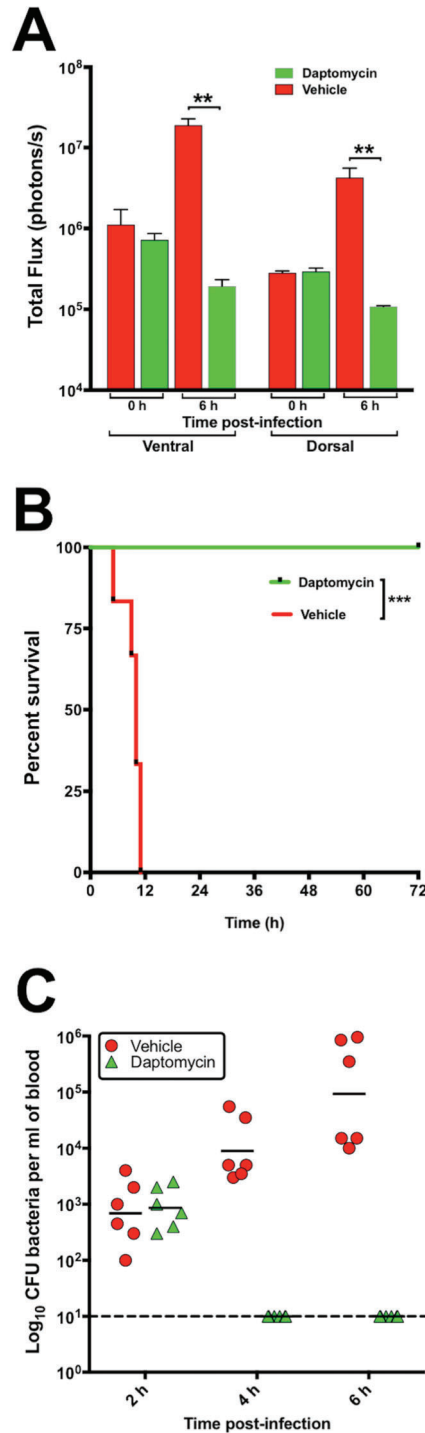 A
Daptomycin
Vehicle
**
**
Total Flux (photons/s)
10⁸
10⁷
10⁶
10⁵
10⁴
0 h 6 h 0 h 6 h
Time post-infection
Ventral Dorsal
B
Percent survival
100
75
50
25
0
Daptomycin
Vehicle
***
0 12 24 36 48 60 72
Time (h)
C
Vehicle
Daptomycin
Log₁₀ CFU bacteria per ml of blood
10⁶
10⁵
10⁴
10³
10²
10¹
10⁰
2 h 4 h 6 h
Time post-infection